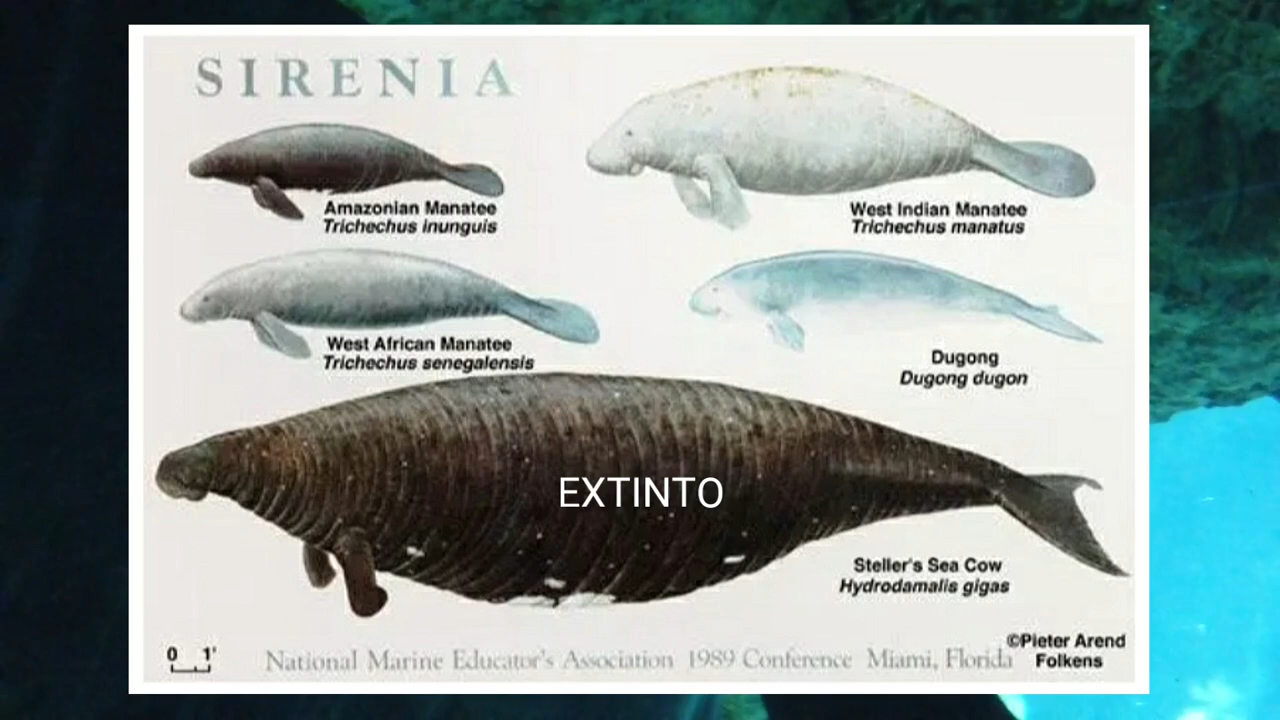 SIRENIA
Amazonian Manatee
Trichechus inunguis
West Indian Manatee
Trichechus manatus
West African Manatee
Trichechus senegalensis
Dugong
Dugong dugon
EXTINTO
Steller's Sea Cow
Hydrodamalis gigas
0 1'
National Marine Educator's Association 1989 Conference Miami, Florida
©Pieter Arend
Folkens